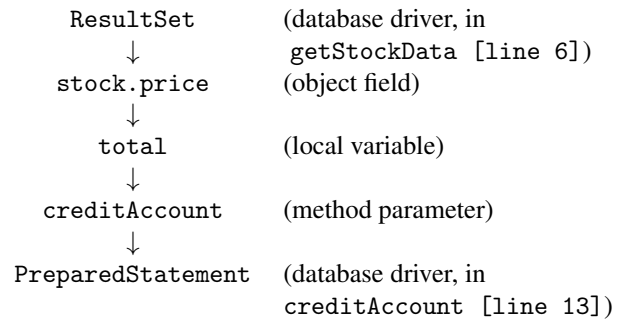 ResultSet (database driver, in
getStockData [line 6])
↓
stock.price (object field)
↓
total (local variable)
↓
creditAccount (method parameter)
↓
PreparedStatement (database driver, in
creditAccount [line 13])